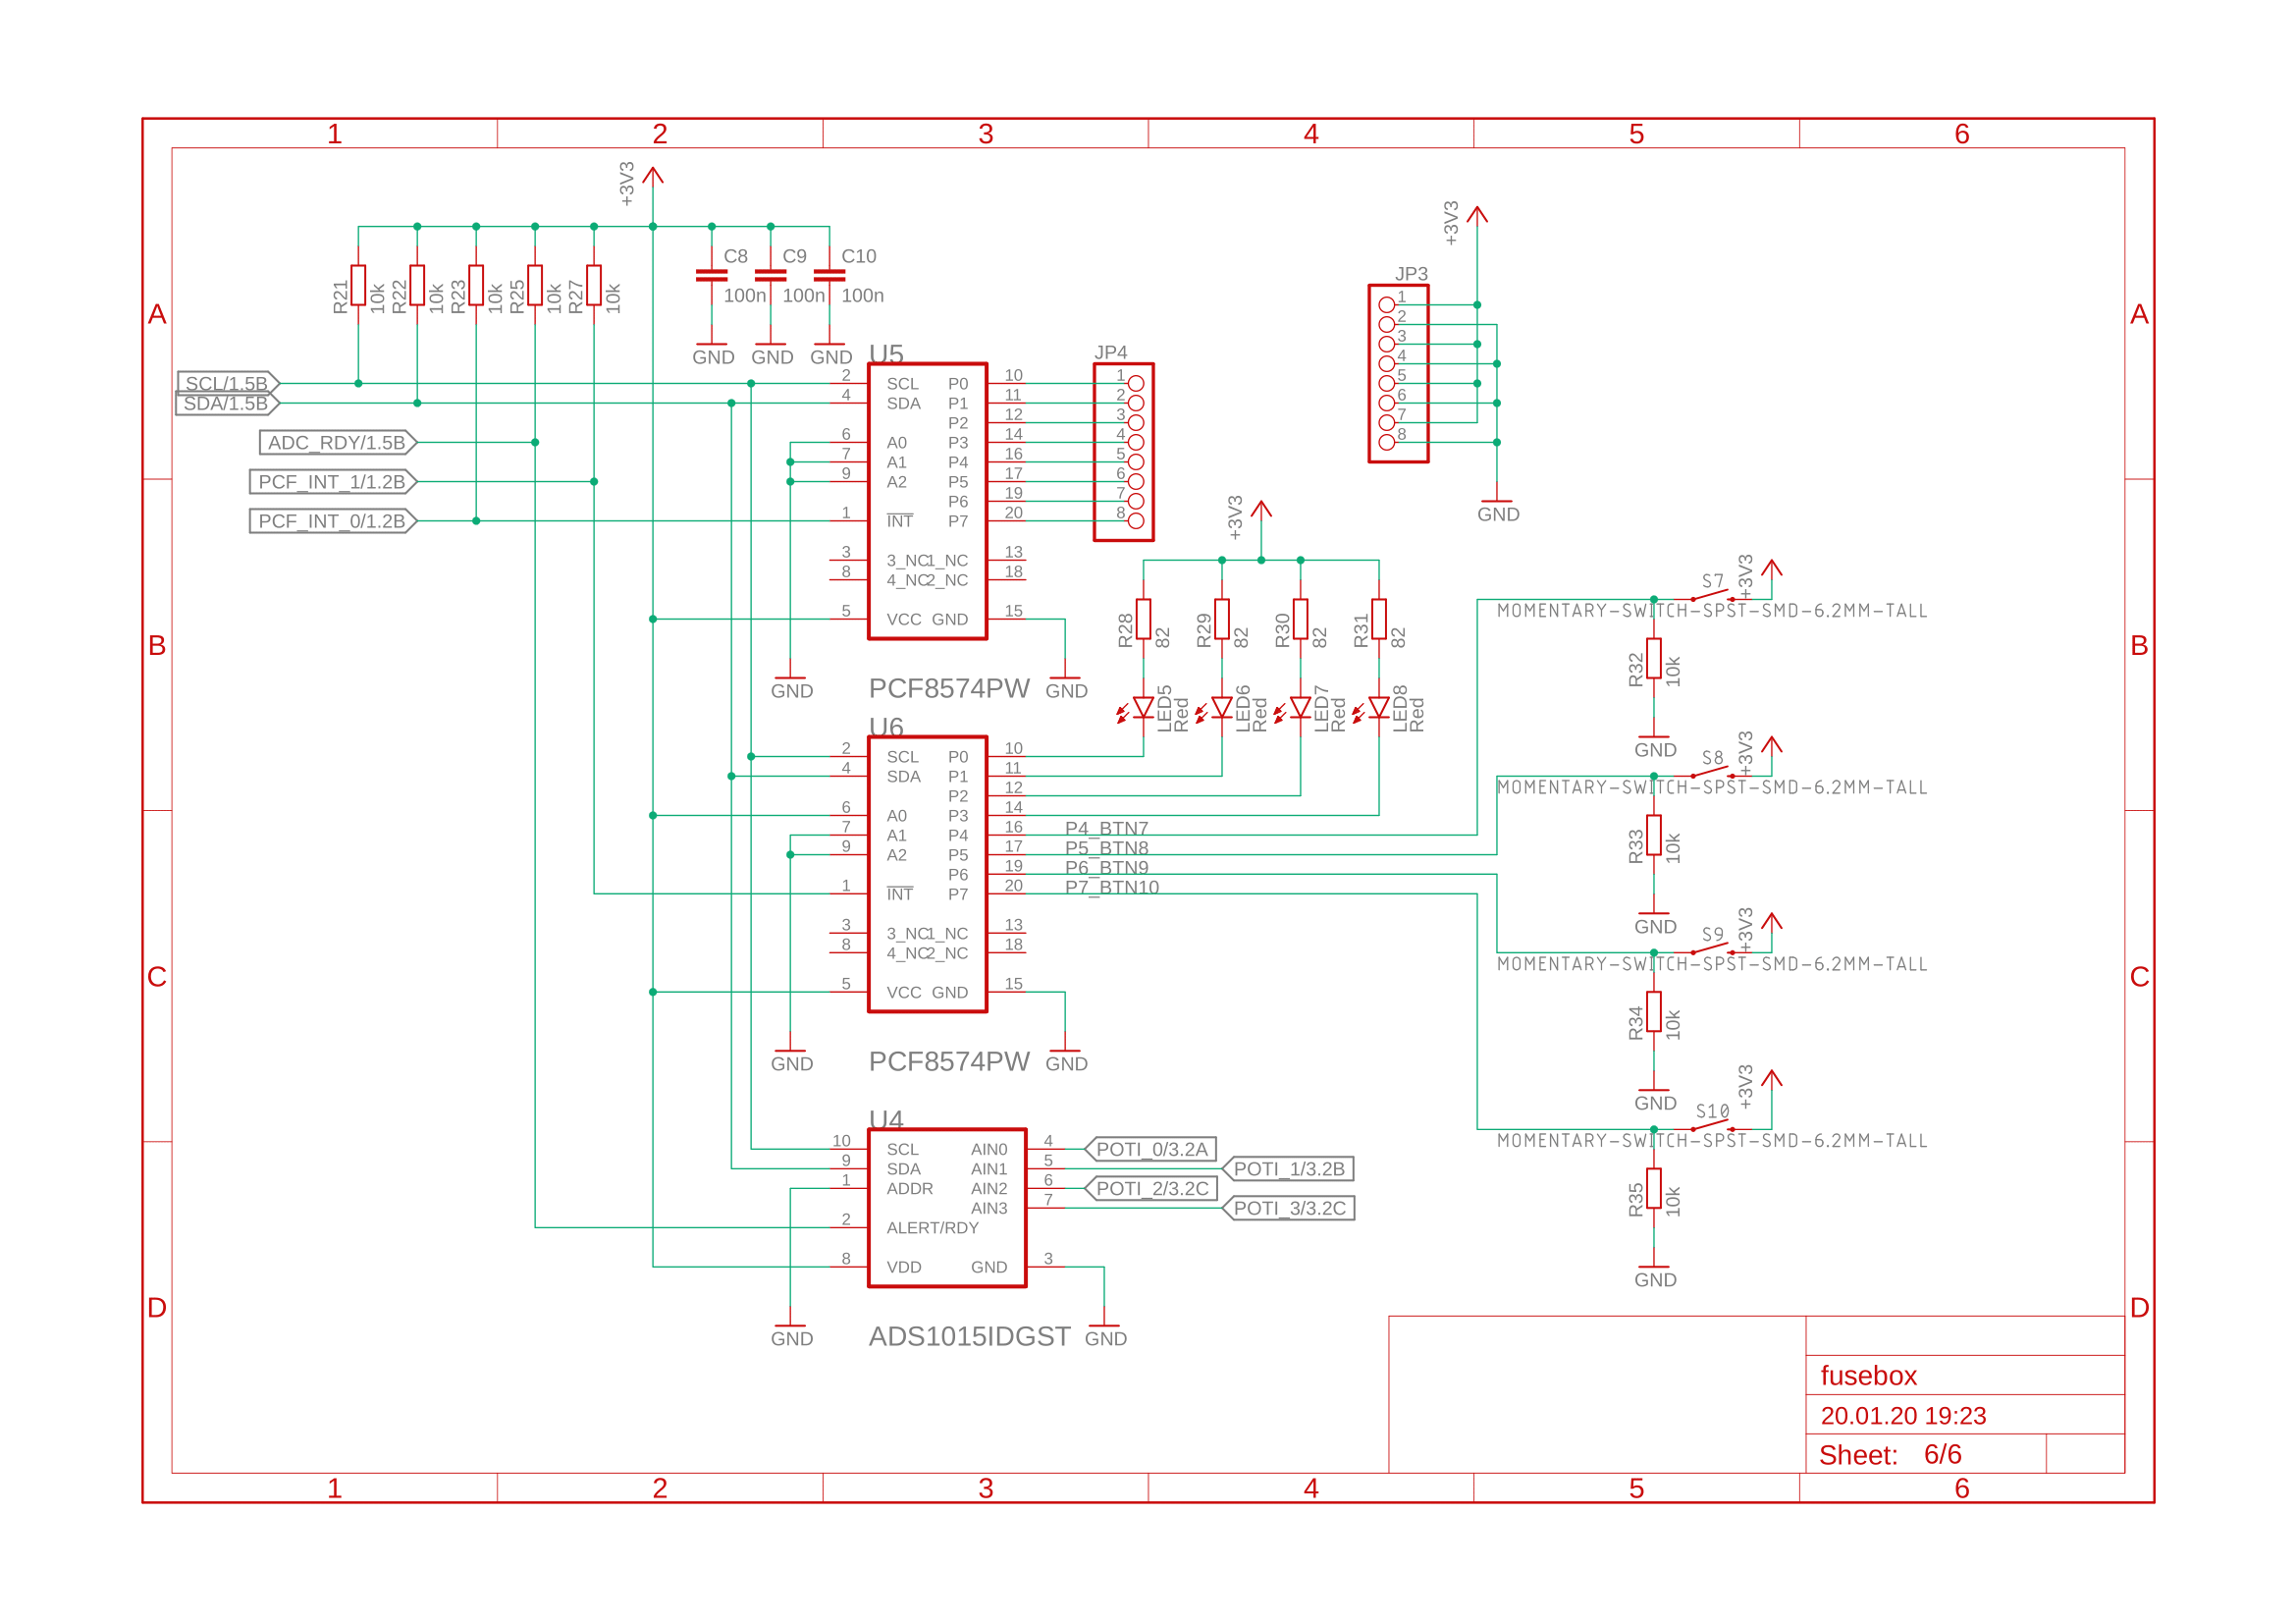 1 2 3 4 5 6
A
B
C
D
A
B
C
D
1 2 3 4 5 6
+3V3
R21 10k
R22 10k
R23 10k
R25 10k
R27 10k
C8
100n
C9
100n
C10
100n
GND
GND
GND
SCL/1.5B
SDA/1.5B
ADC_RDY/1.5B
PCF_INT_1/1.2B
PCF_INT_0/1.2B
U5
2 SCL P0 10
4 SDA P1 11
P2 12
6 A0 P3 14
7 A1 P4 16
9 A2 P5 17
P6 19
1 INT P7 20
3 3_NC 1_NC 13
8 4_NC 2_NC 18
5 VCC GND 15
GND
PCF8574PW
GND
JP4
1
2
3
4
5
6
7
8
+3V3
JP3
1
2
3
4
5
6
7
8
GND
+3V3
R28 82
R29 82
R30 82
R31 82
LED5 Red
LED6 Red
LED7 Red
LED8 Red
U6
2 SCL P0 10
4 SDA P1 11
P2 12
6 A0 P3 14
7 A1 P4 16 P4_BTN7
9 A2 P5 17 P5_BTN8
P6 19 P6_BTN9
1 INT P7 20 P7_BTN10
3 3_NC 1_NC 13
8 4_NC 2_NC 18
5 VCC GND 15
GND
PCF8574PW
GND
U4
10 SCL AIN0 4 POTI_0/3.2A
9 SDA AIN1 5 POTI_1/3.2B
1 ADDR AIN2 6 POTI_2/3.2C
AIN3 7 POTI_3/3.2C
2 ALERT/RDY
8 VDD GND 3
GND
ADS1015IDGST
GND
S7
+3V3
MOMENTARY-SWITCH-SPST-SMD-6.2MM-TALL
R32 10k
GND
S8
+3V3
MOMENTARY-SWITCH-SPST-SMD-6.2MM-TALL
R33 10k
GND
S9
+3V3
MOMENTARY-SWITCH-SPST-SMD-6.2MM-TALL
R34 10k
GND
S10
+3V3
MOMENTARY-SWITCH-SPST-SMD-6.2MM-TALL
R35 10k
GND
fusebox
20.01.20 19:23
Sheet: 6/6